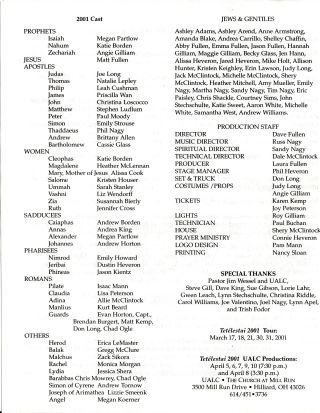 2001 Cast
PROPHETS
Isaiah Megan Partlow
Nahum Katie Borden
Zechariah Angie Gilliam
JESUS Matt Fullen
APOSTLES
Judas Joe Long
Thomas Natalie Lepley
Philip Leah Cushman
James Priscilla Wan
John Christina Loscocco
Matthew Stephen Ludlum
Peter Paul Moody
Simon Emily Strouse
Thaddaeus Phil Nagy
Andrew Brittany Allen
Bartholomew Cassie Glass
WOMEN
Cleophas Katie Borden
Magdalene Heather McLennan
Mary, Mother of Jesus Alissa Cook
Salome Kristen Houser
Ummah Sarah Stanley
Vashni Liz Wendorf
Zia Susannah Bierly
Ruth Jennifer Cross
SADDUCEES
Caiaphas Andrew Borden
Annas Andrea King
Alexander Megan Partlow
Johannes Andrew Horton
PHARISEES
Nimrod Emily Howard
Jeribai Dustin Heveron
Phineas Jason Kientz
ROMANS
Pilate Isaac Nagy
Claudia Lisa Peterson
Adina Allie McClintock
Manlius Kurt Beard
Guards Evan Horton, Capt.,
Brendan Burgert, Matt Kemp,
Don Long, Chad Ogle
OTHERS
Herod Erica LeMaster
Balak Gregg McClure
Malchus Zack Sikora
Rachel Monica Morgan
Lydia Jessica Shera
Barabbas Chris Mowrey, Chad Ogle
Simon of Cyrene Andrew Tornow
Joseph of Arimathea Lizzie Smeenk
Angel Megan Koerner
JEWS & GENTILES
Ashley Adams, Ashley Arend, Anne Armstrong,
Amanda Blake, Andrea Carrillo, Shelley Chaffin,
Abby Fullen, Emma Fullen, Jason Fullen, Hannah
Gilliam, Maggie Gilliam, Becky Glass, Jen Hann,
Alissa Heveron, Jared Heveron, Mike Holt, Allison
Hunter, Kristen Keighley, Erin Lawson, Judy Long,
Jack McClintock, Michelle McClintock, Shery
McClintock, Heather Mitchell, Amy Mueller, Emily
Nagy, Martha Nagy, Sandy Nagy, Tim Nagy, Eric
Paisley, Chris Shackle, Courtney Sims, John
Stechschulte, Katie Sweet, Aaron White, Michelle
White, Samantha West, Andrew Williams.
PRODUCTION STAFF
DIRECTOR Dave Fullen
MUSIC DIRECTOR Russ Nagy
SPIRITUAL DIRECTOR Sandy Nagy
TECHNICAL DIRECTOR Dale McClintock
PRODUCER Laura Fullen
STAGE MANAGER Phil Heveron
SET & TRUCK Don Long
COSTUMES /PROPS Judy Long
Angie Gilliam
TICKETS Karen Kemp
Joy Peterson
LIGHTS Roy Gilliam
TECHNICIAN Paul Buchan
HOUSE Shery McClintock
PRAYER MINISTRY Connie Heveron
LOGO DESIGN Pam Mann
PRINTING Nancy Sloan
SPECIAL THANKS
Pastor Jim Wessel and UALC,
Steve Gill, Dave King, Sue Gibson, Lorie Lahr,
Gwen Leach, Lynn Stechschulte, Christina Riddle,
Carol Williams, Joe Valentino, Joel Nagy, Lynn Apel,
and Trish Fodor
Tetélestai 2001 Tour:
March 17, 18, 21, 30, 31, 2001
Tetélestai 2001 UALC Productions:
April 5, 6, 7, 9, 10 (7:30 p.m.)
and April 8 (3:30 p.m.)
UALC • THE CHURCH AT MILL RUN
3500 Mill Run Drive • Hilliard, OH 43026
614/451•3736